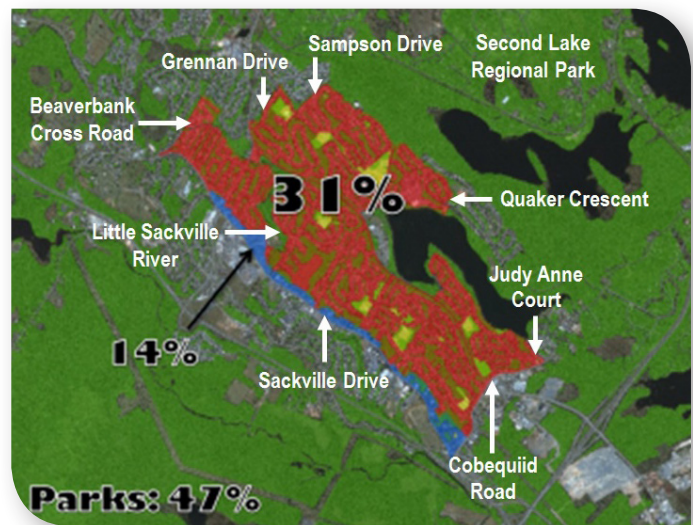 Sampson Drive
Second Lake
Regional Park
Grennan Drive
Beaverbank
Cross Road
31%
Quaker Crescent
Little Sackville
River
Judy Anne
Court
14%
Sackville Drive
Cobequiid
Road
Parks: 47%